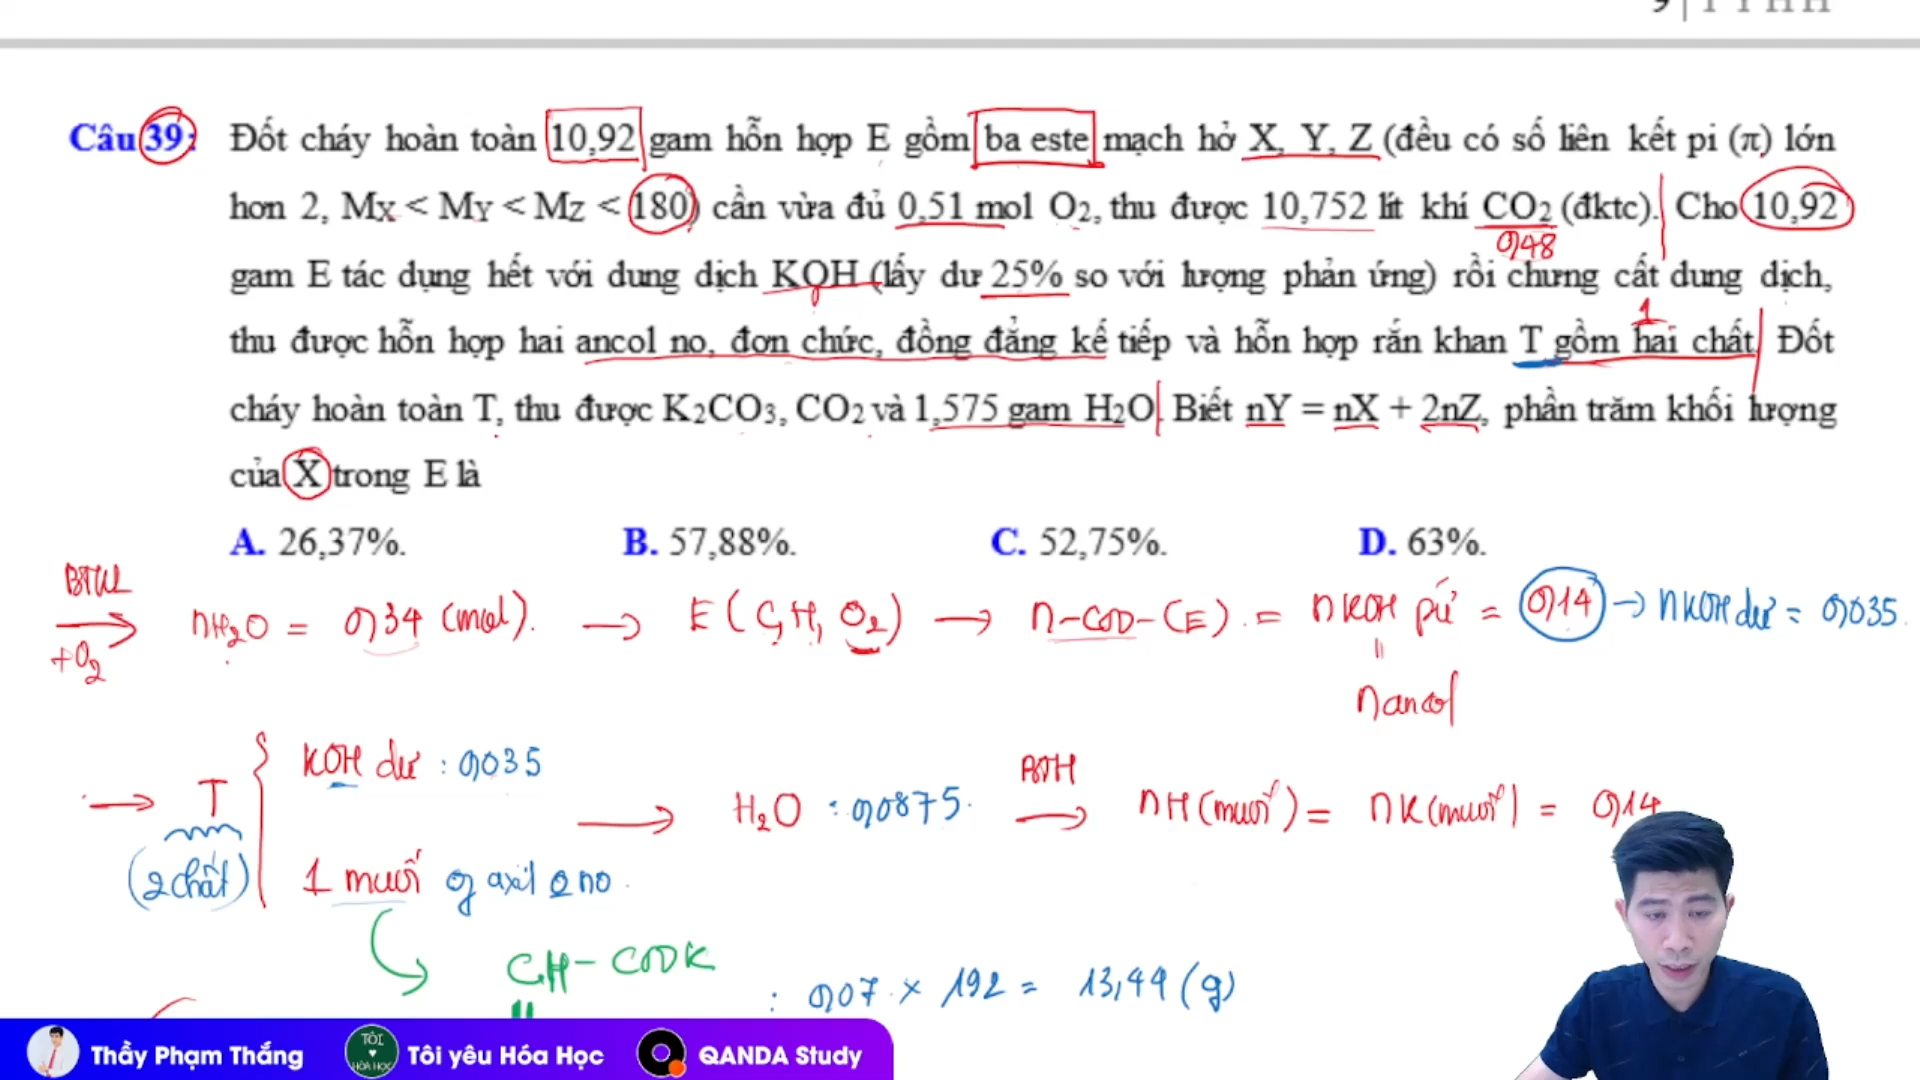 Câu 39: Đốt cháy hoàn toàn 10,92 gam hỗn hợp E gồm ba este mạch hở X, Y, Z (đều có số liên kết pi (π) lớn
hơn 2, MX < MY < MZ < 180) cần vừa đủ 0,51 mol O2, thu được 10,752 lít khí CO2 (đktc). Cho 10,92
0,48
gam E tác dụng hết với dung dịch KOH (lấy dư 25% so với lượng phản ứng) rồi chưng cất dung dịch,
1
thu được hỗn hợp hai ancol no, đơn chức, đồng đẳng kế tiếp và hỗn hợp rắn khan T gồm hai chất. Đốt
cháy hoàn toàn T, thu được K2CO3, CO2 và 1,575 gam H2O. Biết nY = nX + 2nZ, phần trăm khối lượng
của X trong E là
A. 26,37%. B. 57,88%. C. 52,75%. D. 63%.
BTKL
+O2
nH2O = 0,34 (mol). → E (C,H, O2) → n-COO-(E). = nKOH pứ = 0,14 → nKOH dư = 0,035.
=
nancol
→ T { KOH dư : 0,035
→ H2O : 0,0875. BTH → nH(muối) = nK(muối) = 0,14
(2 chất)
1 muối of axit 2 no.
CH-COOK
: 0,07 × 192 = 13,44 (g)
Thầy Phạm Thắng
TÔI ♥ HÓA HỌC
Tôi yêu Hóa Học
QANDA Study